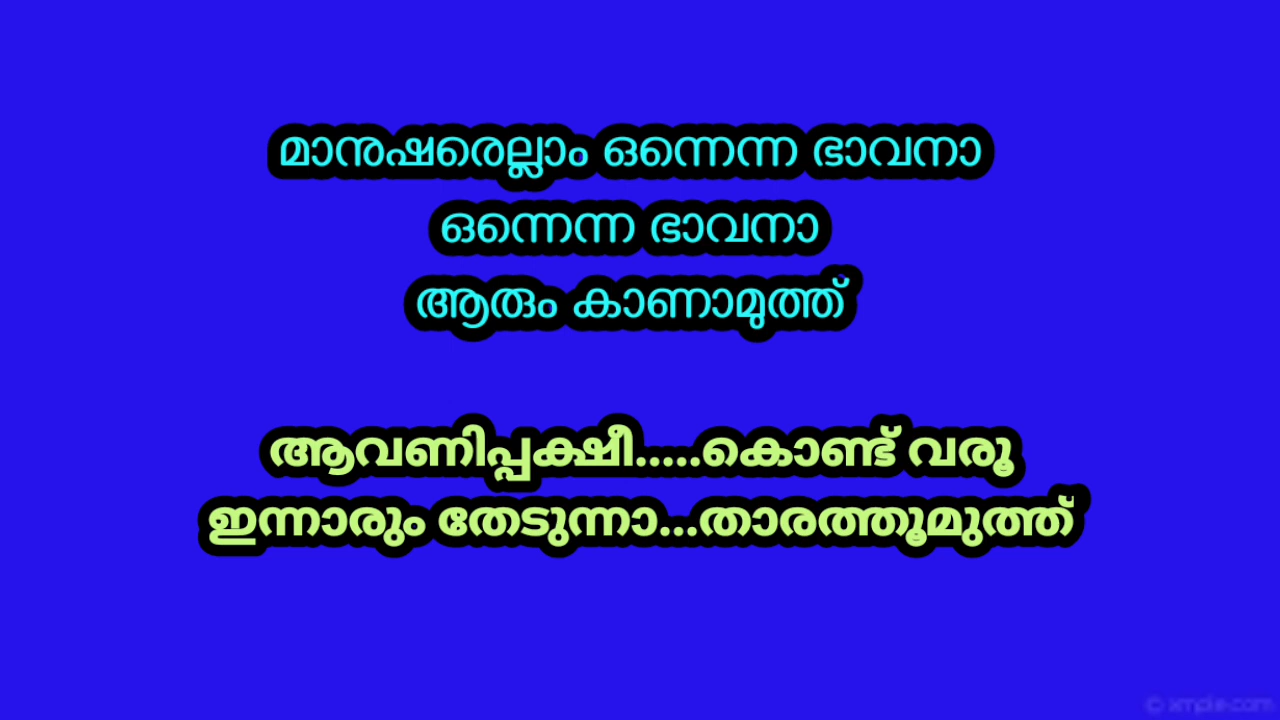 മാനുഷരെല്ലാം ഒന്നെന്ന ഭാവനാ
ഒന്നെന്ന ഭാവനാ
ആരും കാണാമുത്ത്
ആവണിപ്പക്ഷീ.....കൊണ്ട് വരൂ
ഇന്നാരും തേടുന്നാ...താരത്തൂമുത്ത്